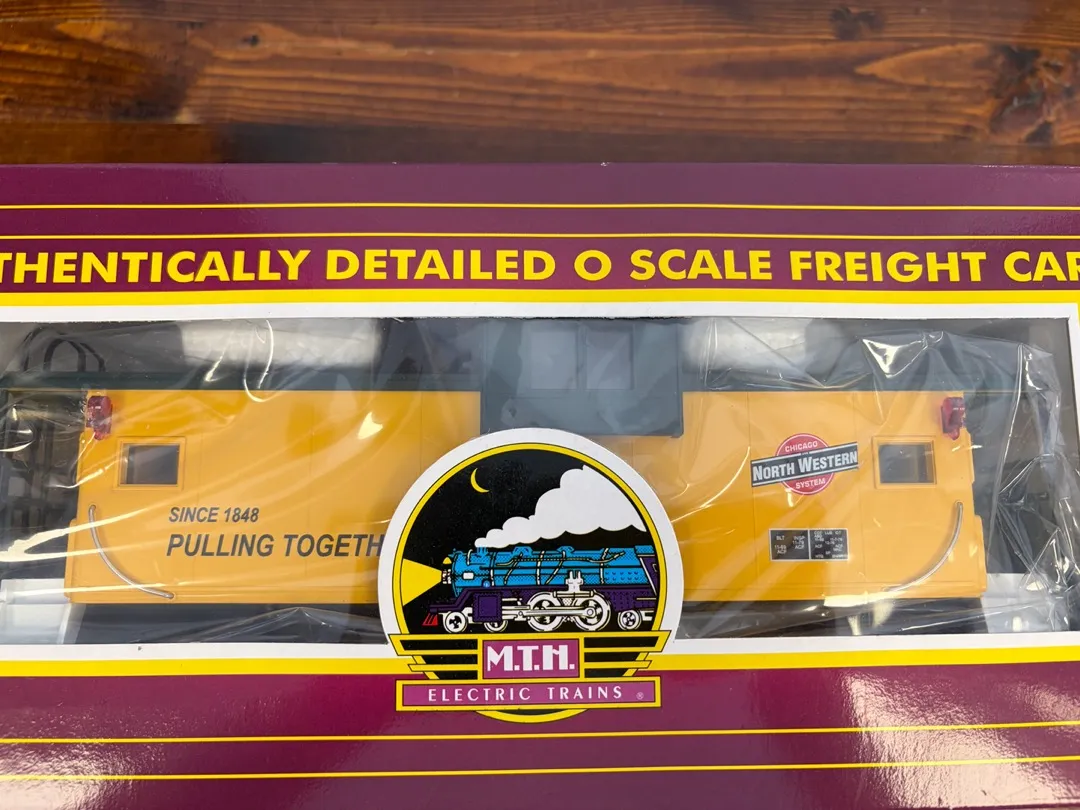 THENTICALLY DETAILED O SCALE FREIGHT CAR
SINCE 1848
PULLING TOGETH
CHICAGO
NORTH WESTERN
SYSTEM
M.T.H.
ELECTRIC TRAINS ®